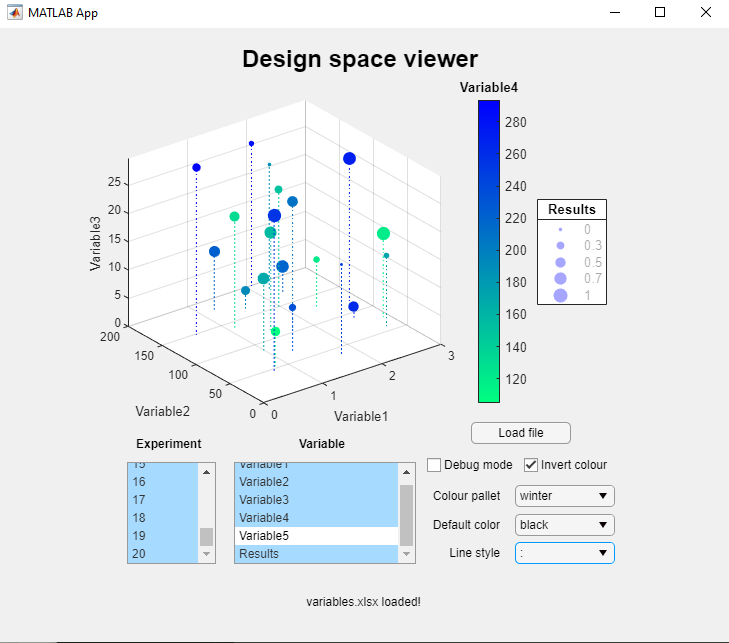 MATLAB App
Design space viewer
Variable4
280
260
240
220
200
180
160
140
120
Results
0
0.3
0.5
0.7
1
Variable3
25
20
15
10
5
0
200
150
100
50
0
Variable2
0
1
2
3
Variable1
Load file
Experiment
15
16
17
18
19
20
Variable
Variable1
Variable2
Variable3
Variable4
Variable5
Results
Debug mode
Invert colour
Colour pallet winter
Default color black
Line style :
variables.xlsx loaded!